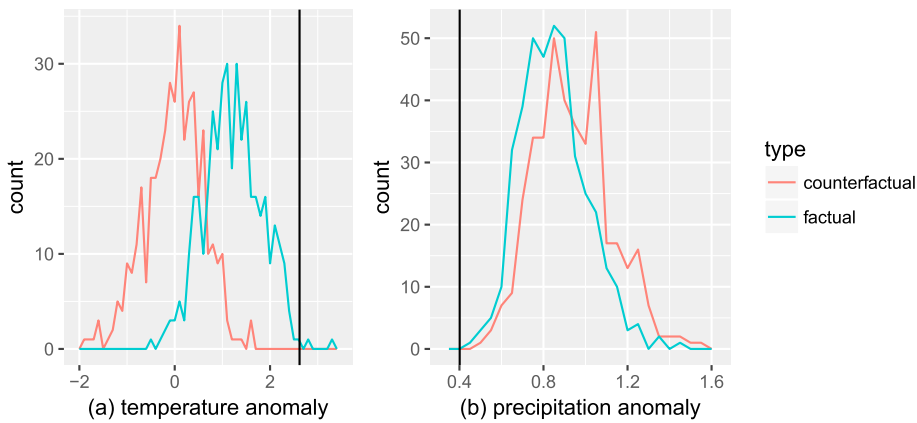 count
30
20
10
0
−2
0
2
(a) temperature anomaly
count
50
40
30
20
10
0
0.4
0.8
1.2
1.6
(b) precipitation anomaly
type
counterfactual
factual